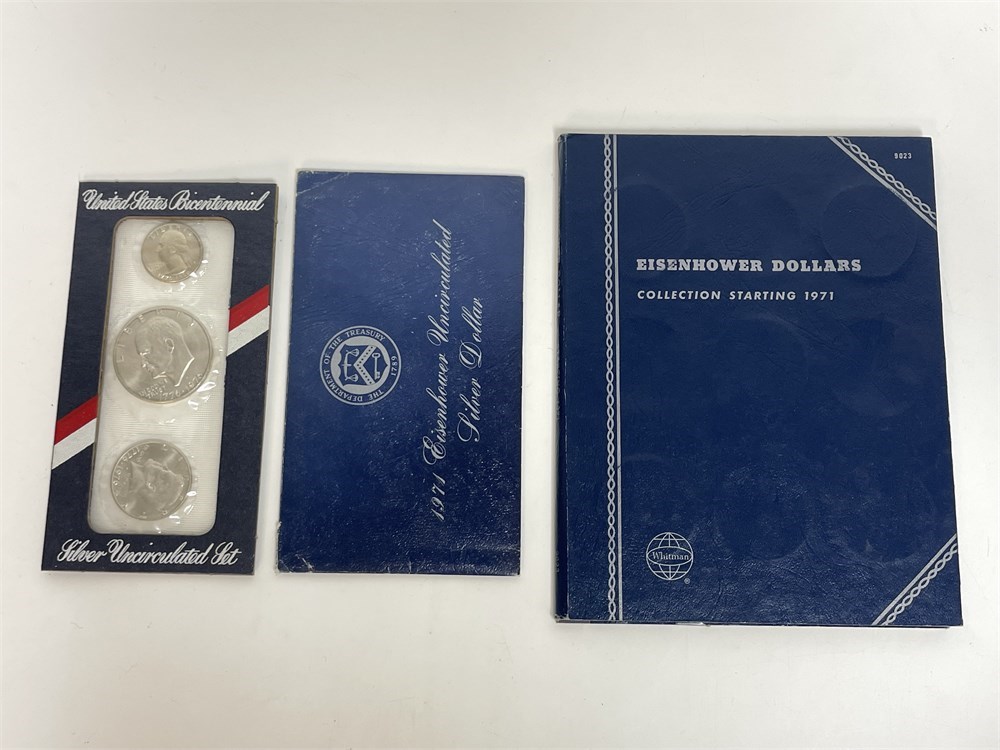 United States Bicentennial
Silver Uncirculated Set
THE DEPARTMENT OF THE TREASURY
1789
1971 Eisenhower Uncirculated
Silver Dollar
9023
EISENHOWER DOLLARS
COLLECTION STARTING 1971
Whitman
®